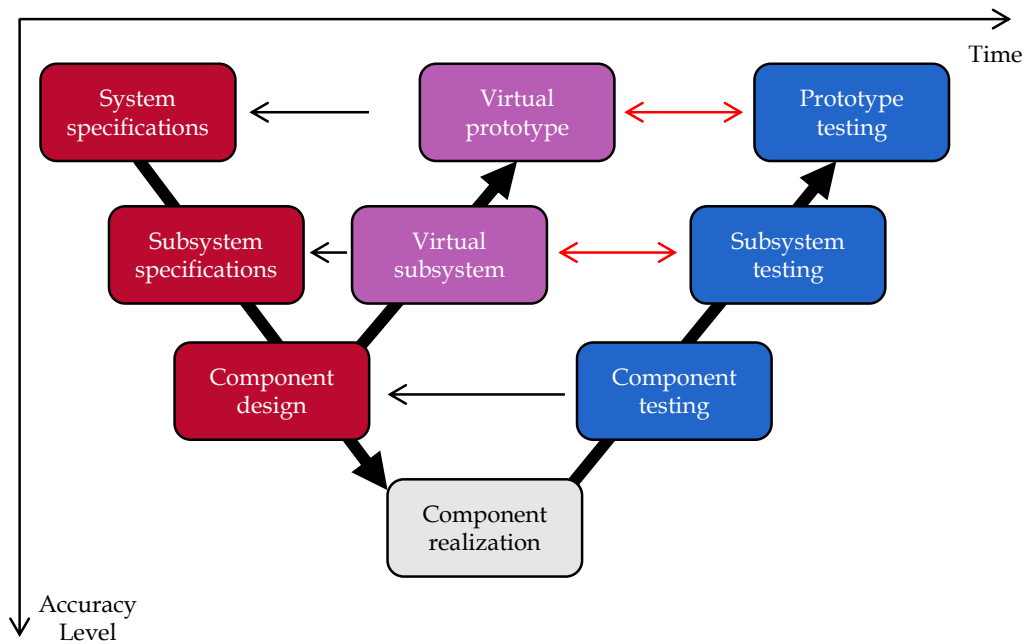 Time
System
specifications
Virtual
prototype
Prototype
testing
Subsystem
specifications
Virtual
subsystem
Subsystem
testing
Component
design
Component
testing
Component
realization
Accuracy
Level